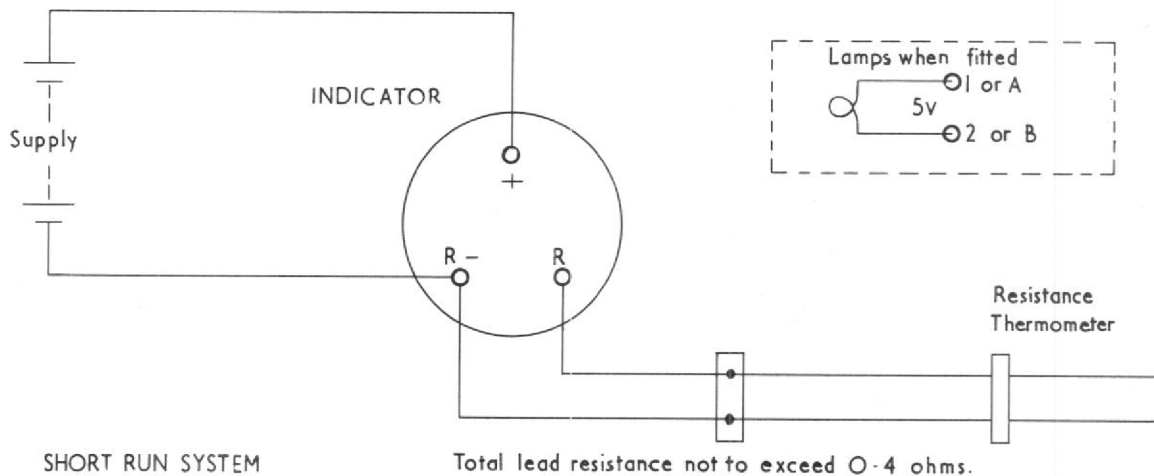 Lamps when fitted
1 or A
5v
2 or B
INDICATOR
Supply
+
R -
R
Resistance
Thermometer
SHORT RUN SYSTEM
Total lead resistance not to exceed 0·4 ohms.